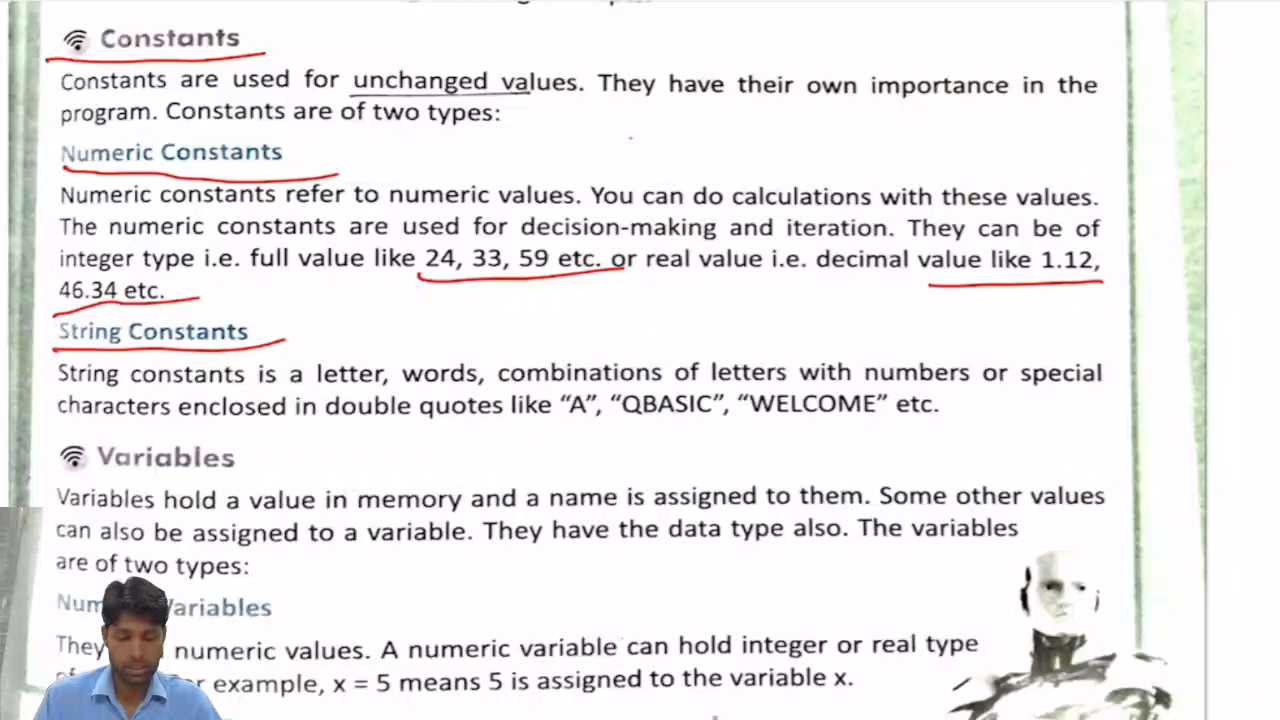 Constants
Constants are used for unchanged values. They have their own importance in the
program. Constants are of two types:
Numeric Constants
Numeric constants refer to numeric values. You can do calculations with these values.
The numeric constants are used for decision-making and iteration. They can be of
integer type i.e. full value like 24, 33, 59 etc. or real value i.e. decimal value like 1.12,
46.34 etc.
String Constants
String constants is a letter, words, combinations of letters with numbers or special
characters enclosed in double quotes like “A”, “QBASIC”, “WELCOME” etc.
Variables
Variables hold a value in memory and a name is assigned to them. Some other values
can also be assigned to a variable. They have the data type also. The variables
are of two types:
Variables
They numeric values. A numeric variable can hold integer or real type
example, x = 5 means 5 is assigned to the variable x.